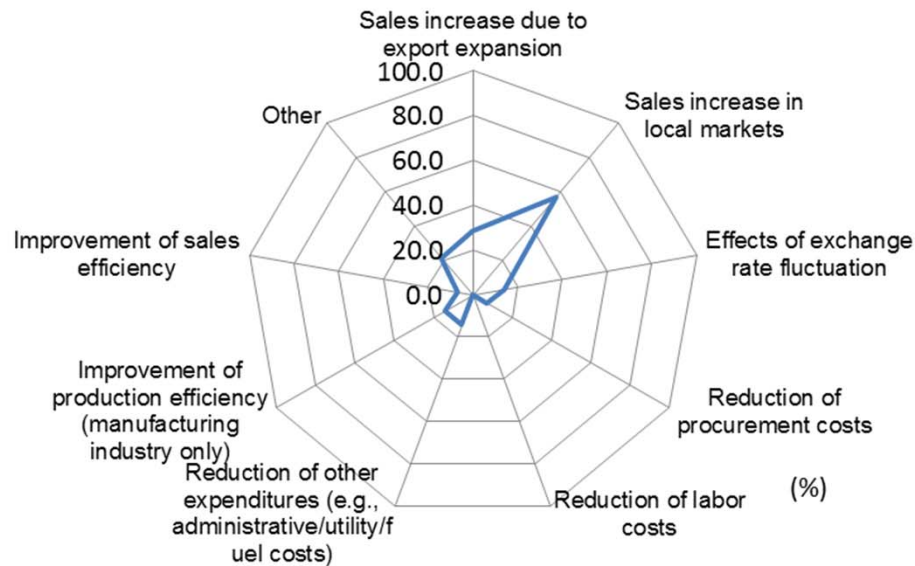 Sales increase due to
export expansion
100.0
80.0
60.0
40.0
20.0
0.0
Sales increase in
local markets
Effects of exchange
rate fluctuation
Reduction of
procurement costs
(%)
Reduction of labor
costs
Reduction of other
expenditures (e.g.,
administrative/utility/f
uel costs)
Improvement of
production efficiency
(manufacturing
industry only)
Improvement of sales
efficiency
Other